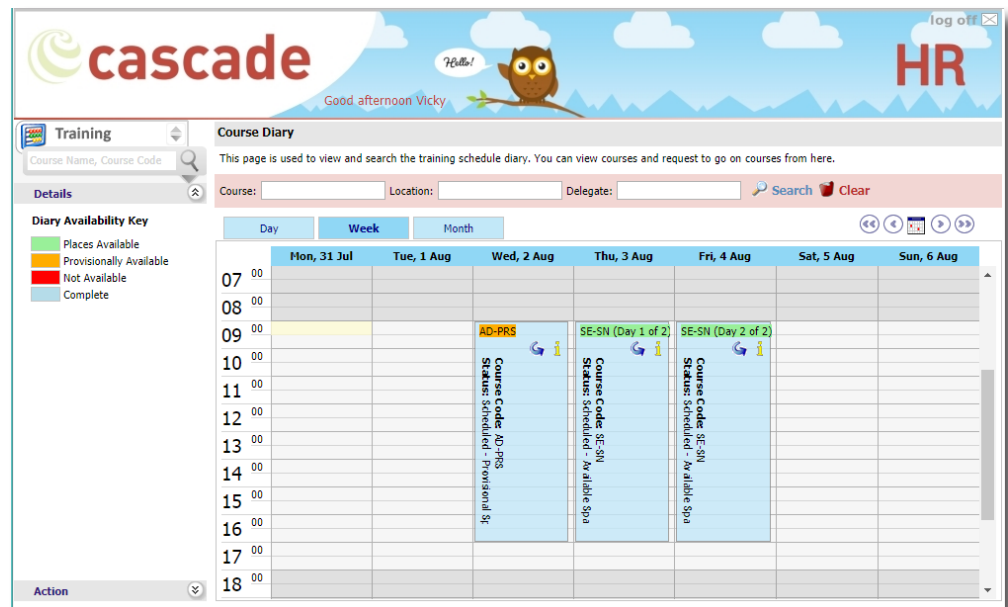 log off
cascade
Hello!
HR
Good afternoon Vicky
Training
Course Name, Course Code
Details
Diary Availability Key
Places Available
Provisionally Available
Not Available
Complete
Action
Course Diary
This page is used to view and search the training schedule diary. You can view courses and request to go on courses from here.
Course: Location: Delegate: Search Clear
Day Week Month
Mon, 31 Jul Tue, 1 Aug Wed, 2 Aug Thu, 3 Aug Fri, 4 Aug Sat, 5 Aug Sun, 6 Aug
07 00
08 00
09 00
10 00
11 00
12 00
13 00
14 00
15 00
16 00
17 00
18 00
AD-PRS
Course Code: AD-PRS
Status: Scheduled - Provisional Sp
SE-SN (Day 1 of 2)
Course Code: SE-SN
Status: Scheduled - Available Spa
SE-SN (Day 2 of 2)
Course Code: SE-SN
Status: Scheduled - Available Spa